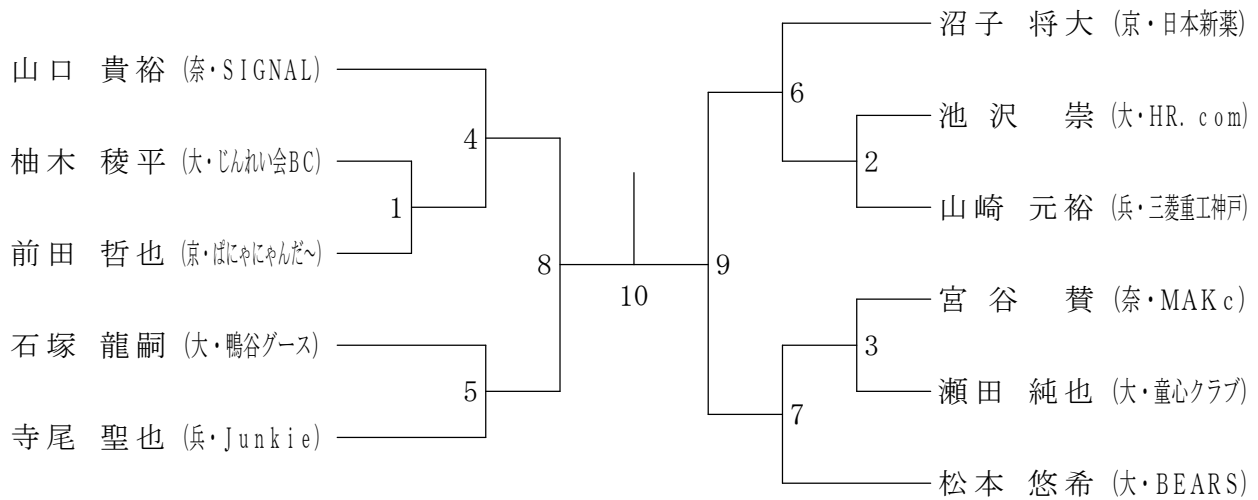 山口 貴裕 (奈・SIGNAL)
柚木 稜平 (大・じんれい会BC)
前田 哲也 (京・ぱにゃにゃんだ～)
石塚 龍嗣 (大・鴨谷グース)
寺尾 聖也 (兵・Junkie)
4
1
8
5
10
沼子 将大 (京・日本新薬)
池沢 崇 (大・HR.com)
山崎 元裕 (兵・三菱重工神戸)
宮谷 賛 (奈・MAKc)
瀬田 純也 (大・童心クラブ)
松本 悠希 (大・BEARS)
6
2
9
3
7